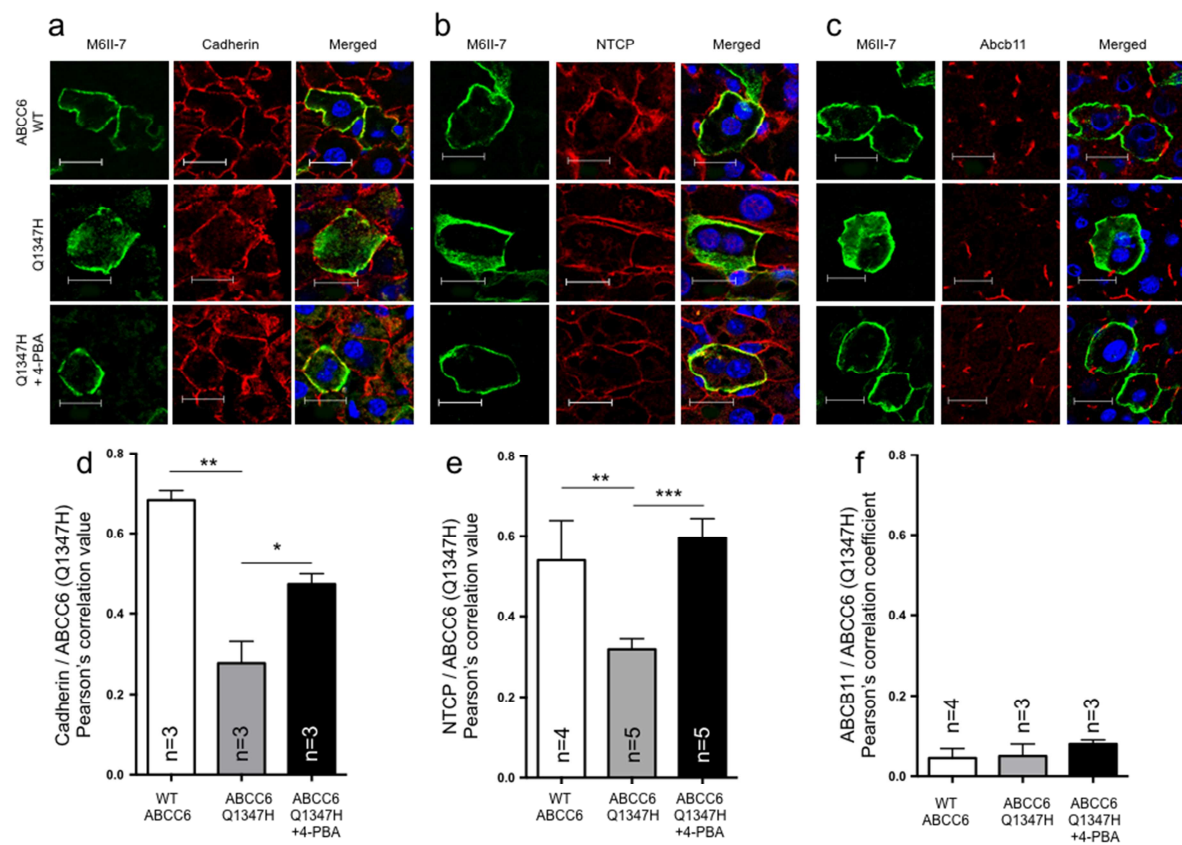 a
M6II-7
Cadherin
Merged
b
M6II-7
NTCP
Merged
c
M6II-7
Abcb11
Merged
ABCC6
WT
Q1347H
Q1347H
+ 4-PBA
d
Cadherin / ABCC6 (Q1347H)
Pearson's correlation value
0.8
0.6
0.4
0.2
0.0
**
*
n=3
n=3
n=3
WT
ABCC6
ABCC6
Q1347H
ABCC6
Q1347H
+4-PBA
e
NTCP / ABCC6 (Q1347H)
Pearson's correlation value
0.8
0.6
0.4
0.2
0.0
**
***
n=4
n=5
n=5
WT
ABCC6
ABCC6
Q1347H
ABCC6
Q1347H
+4-PBA
f
ABCB11 / ABCC6 (Q1347H)
Pearson's correlation coefficient
0.8
0.6
0.4
0.2
0.0
n=4
n=3
n=3
WT
ABCC6
ABCC6
Q1347H
ABCC6
Q1347H
+4-PBA